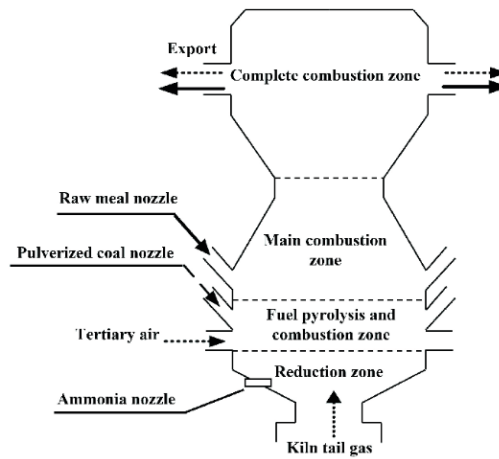 Export
Complete combustion zone
Raw meal nozzle
Main combustion
zone
Pulverized coal nozzle
Fuel pyrolysis and
combustion zone
Tertiary air
Reduction zone
Ammonia nozzle
Kiln tail gas